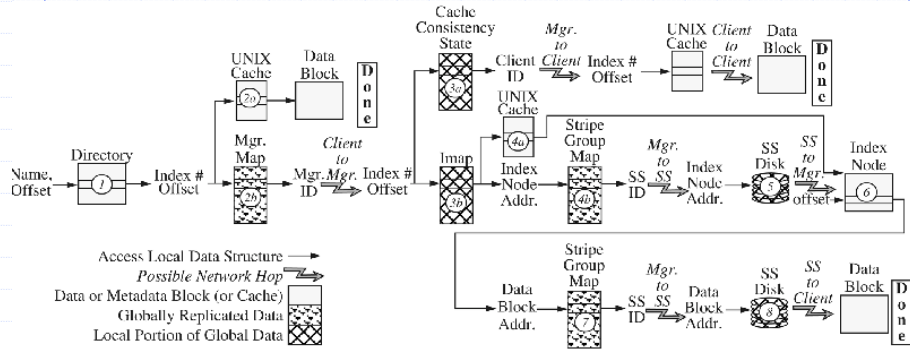 Name, Offset
Directory
1
Index # Offset
UNIX Cache
2a
Data Block
Done
Mgr. Map
2b
Mgr. ID
Client to Mgr.
Index # Offset
Cache Consistency State
3a
Client ID
Mgr. to Client
Index # Offset
UNIX Cache
Client to Client
Data Block
Done
Imap
3b
UNIX Cache
4a
Index Node Addr.
Stripe Group Map
4b
SS ID
Mgr. to SS
Index Node Addr.
SS Disk
5
SS to Mgr.
offset
Index Node
6
Data Block Addr.
Stripe Group Map
7
SS ID
Mgr. to SS
Data Block Addr.
SS Disk
8
SS to Client
Data Block
Done
Access Local Data Structure
Possible Network Hop
Data or Metadata Block (or Cache)
Globally Replicated Data
Local Portion of Global Data